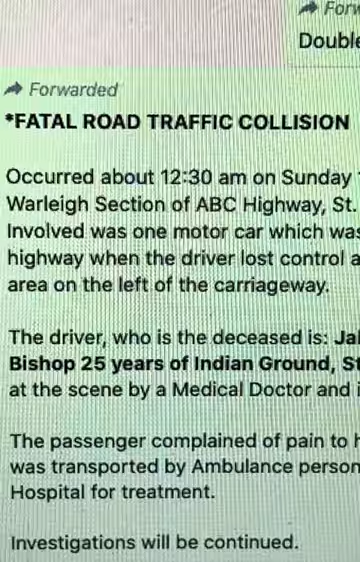 Forw
Double
Forwarded
*FATAL ROAD TRAFFIC COLLISION
Occurred about 12:30 am on Sunday
Warleigh Section of ABC Highway, St.
Involved was one motor car which was
highway when the driver lost control a
area on the left of the carriageway.
The driver, who is the deceased is: Ja
Bishop 25 years of Indian Ground, St
at the scene by a Medical Doctor and i
The passenger complained of pain to h
was transported by Ambulance person
Hospital for treatment.
Investigations will be continued.